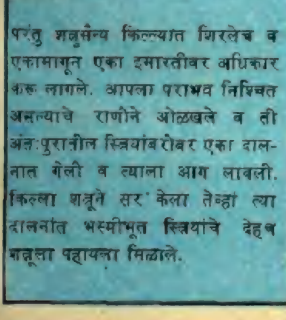 परंतु शत्रुसैन्य किल्ल्यांत शिरलेच व
एकामागून एका इमारतीवर अधिकार
करू लागले. आपला पराभव निश्चित
असल्याचे राणीने ओळखले व ती
अंतःपुरातील स्त्रियांबरोबर एका दाल-
नात गेली व त्याला आग लावली.
किल्ला शत्रूने सर केला तेव्हां त्या
दालनांत भस्मीभूत स्त्रियांचे देहच
शत्रूला पहायला मिळाले.